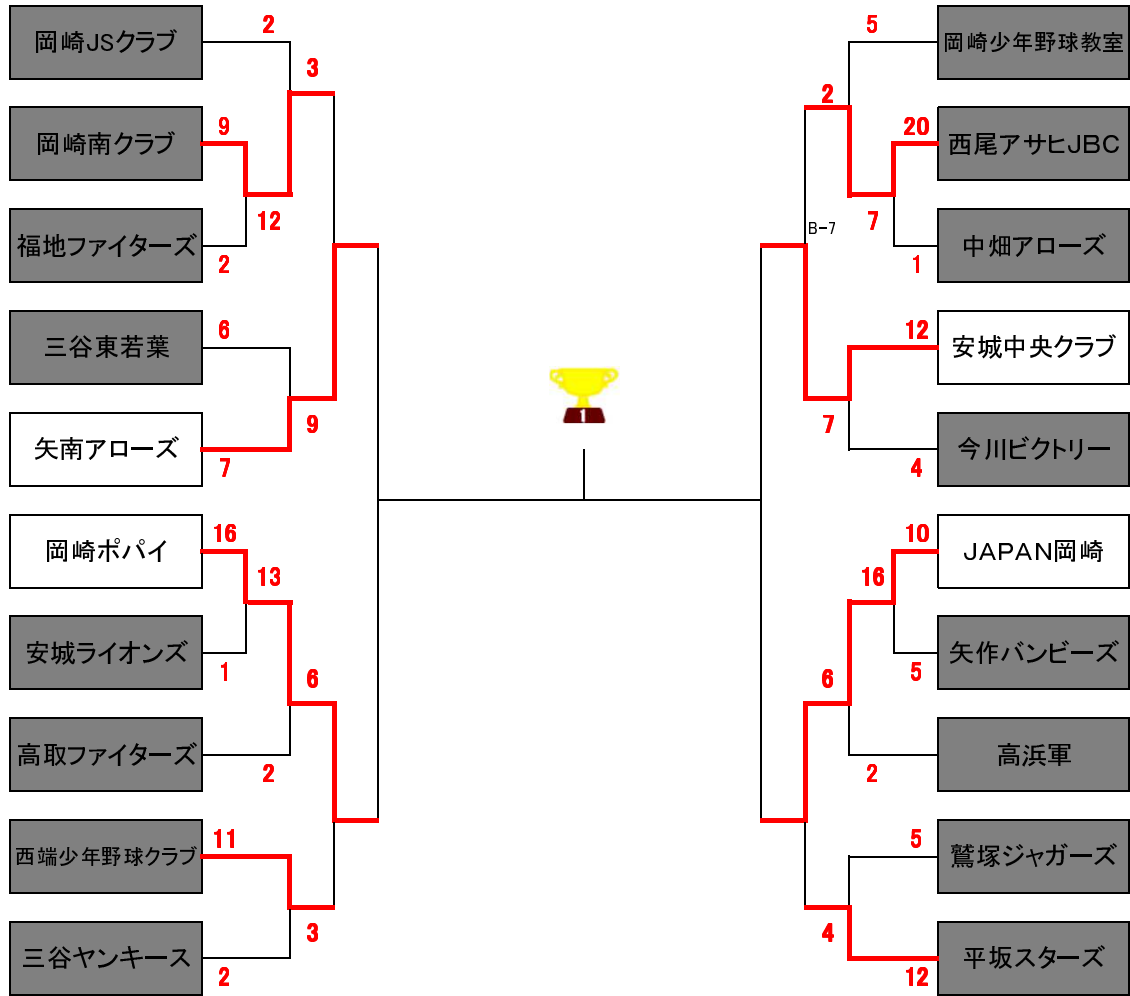 岡崎JSクラブ
2
3
岡崎南クラブ
9
12
福地ファイターズ
2
三谷東若葉
6
9
矢南アローズ
7
岡崎ポパイ
16
13
安城ライオンズ
1
6
高取ファイターズ
2
西端少年野球クラブ
11
3
三谷ヤンキース
2
1
5
岡崎少年野球教室
2
20
西尾アサヒJBC
7
B-7
1
中畑アローズ
12
安城中央クラブ
7
4
今川ビクトリー
10
JAPAN岡崎
16
5
矢作バンビーズ
6
2
高浜軍
5
鷲塚ジャガーズ
4
12
平坂スターズ